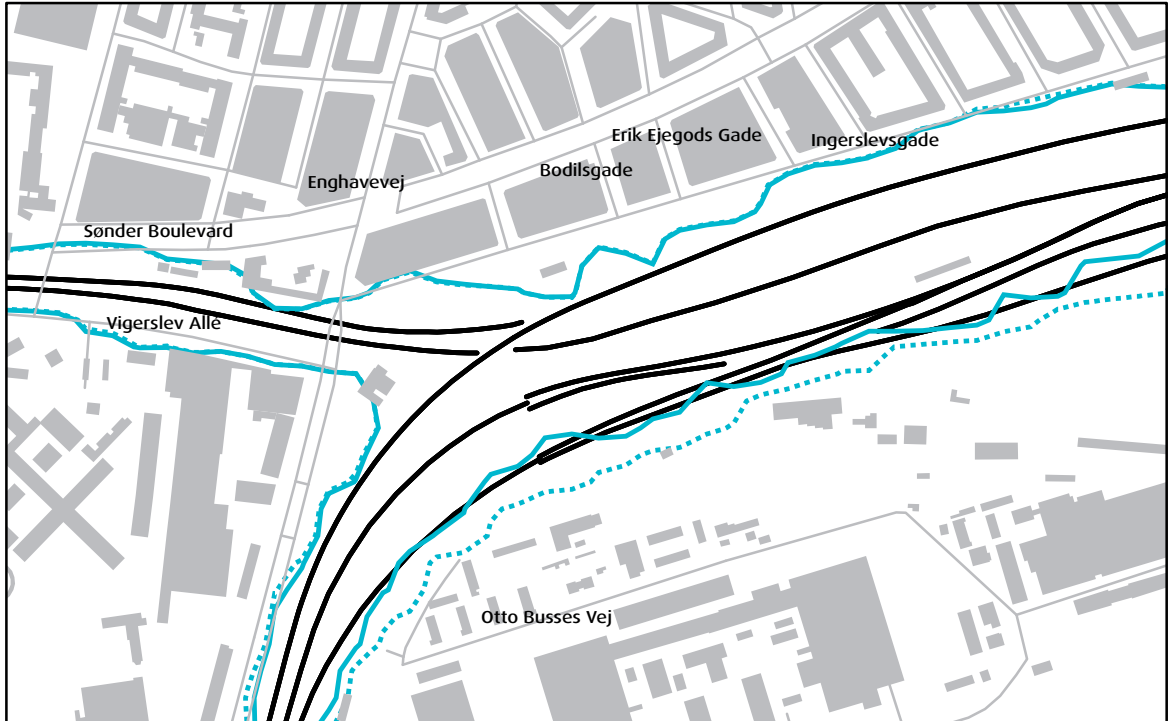 Erik Ejegods Gade
Ingerslevsgade
Bodilsgade
Enghavevej
Sønder Boulevard
Vigerslev Allé
Otto Busses Vej